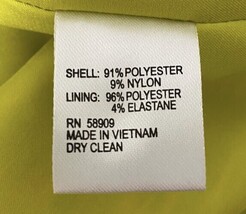 SHELL: 91% POLYESTER
9% NYLON
LINING: 96% POLYESTER
4% ELASTANE
RN 58909
MADE IN VIETNAM
DRY CLEAN